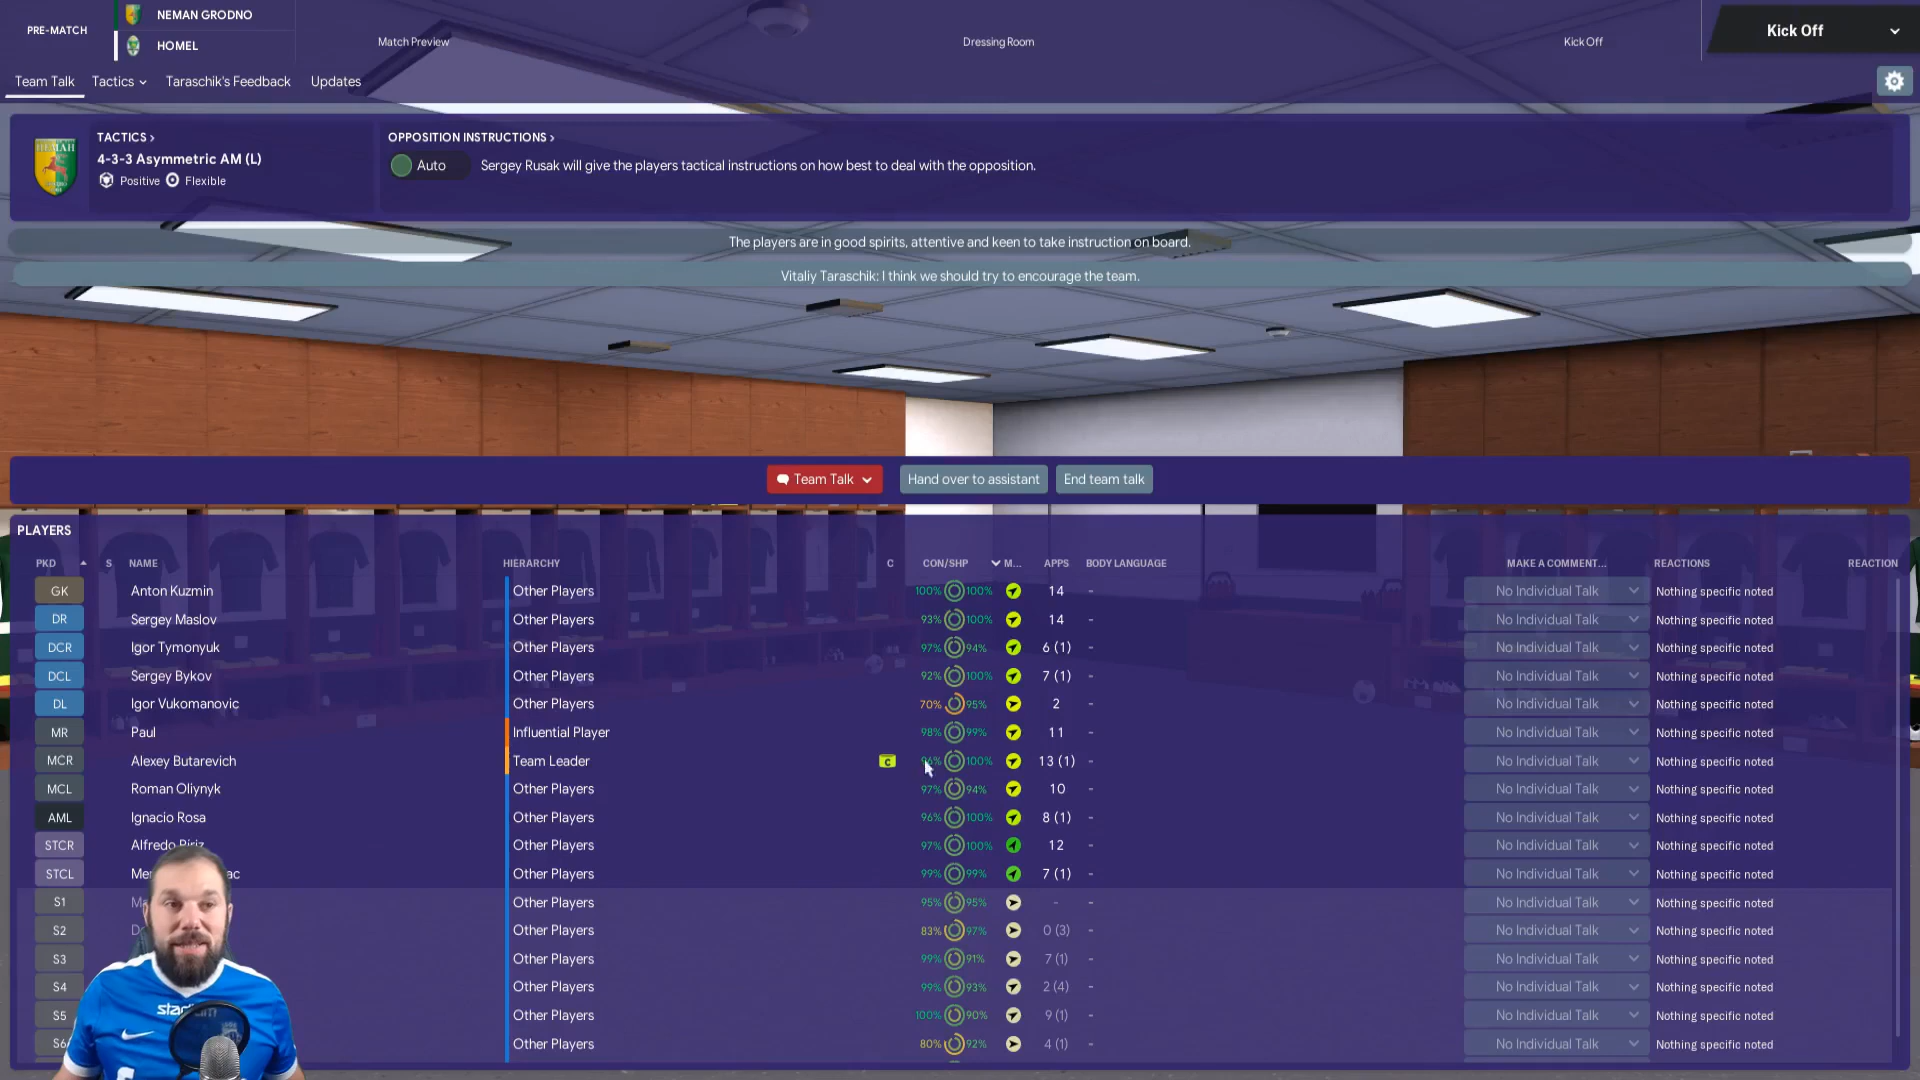 PRE-MATCH
NEMAN GRODNO
HOMEL
Match Preview
Dressing Room
Kick Off
Kick Off
Team Talk
Tactics
Taraschik's Feedback
Updates
TACTICS >
4-3-3 Asymmetric AM (L)
Positive Flexible
OPPOSITION INSTRUCTIONS >
Auto
Sergey Rusak will give the players tactical instructions on how best to deal with the opposition.
The players are in good spirits, attentive and keen to take instruction on board.
Vitaliy Taraschik: I think we should try to encourage the team.
Team Talk
Hand over to assistant
End team talk
PLAYERS
PKD S NAME HIERARCHY C CON/SHP M... APPS BODY LANGUAGE MAKE A COMMENT... REACTIONS REACTION
GK Anton Kuzmin Other Players 100% 100% 14 - No Individual Talk Nothing specific noted
DR Sergey Maslov Other Players 93% 100% 14 - No Individual Talk Nothing specific noted
DCR Igor Tymonyuk Other Players 97% 94% 6 (1) - No Individual Talk Nothing specific noted
DCL Sergey Bykov Other Players 92% 100% 7 (1) - No Individual Talk Nothing specific noted
DL Igor Vukomanovic Other Players 70% 95% 2 - No Individual Talk Nothing specific noted
MR Paul Influential Player 98% 99% 11 - No Individual Talk Nothing specific noted
MCR Alexey Butarevich Team Leader C 100% 13 (1) - No Individual Talk Nothing specific noted
MCL Roman Oliynyk Other Players 97% 94% 10 - No Individual Talk Nothing specific noted
AML Ignacio Rosa Other Players 96% 100% 8 (1) - No Individual Talk Nothing specific noted
STCR Alfredo Piriz Other Players 97% 100% 12 - No Individual Talk Nothing specific noted
STCL Other Players 99% 99% 7 (1) - No Individual Talk Nothing specific noted
S1 Other Players 95% 95% - - No Individual Talk Nothing specific noted
S2 Other Players 83% 97% 0 (3) - No Individual Talk Nothing specific noted
S3 Other Players 99% 91% 7 (1) - No Individual Talk Nothing specific noted
S4 Other Players 99% 93% 2 (4) - No Individual Talk Nothing specific noted
S5 Other Players 100% 90% 9 (1) - No Individual Talk Nothing specific noted
S6 Other Players 80% 92% 4 (1) - No Individual Talk Nothing specific noted